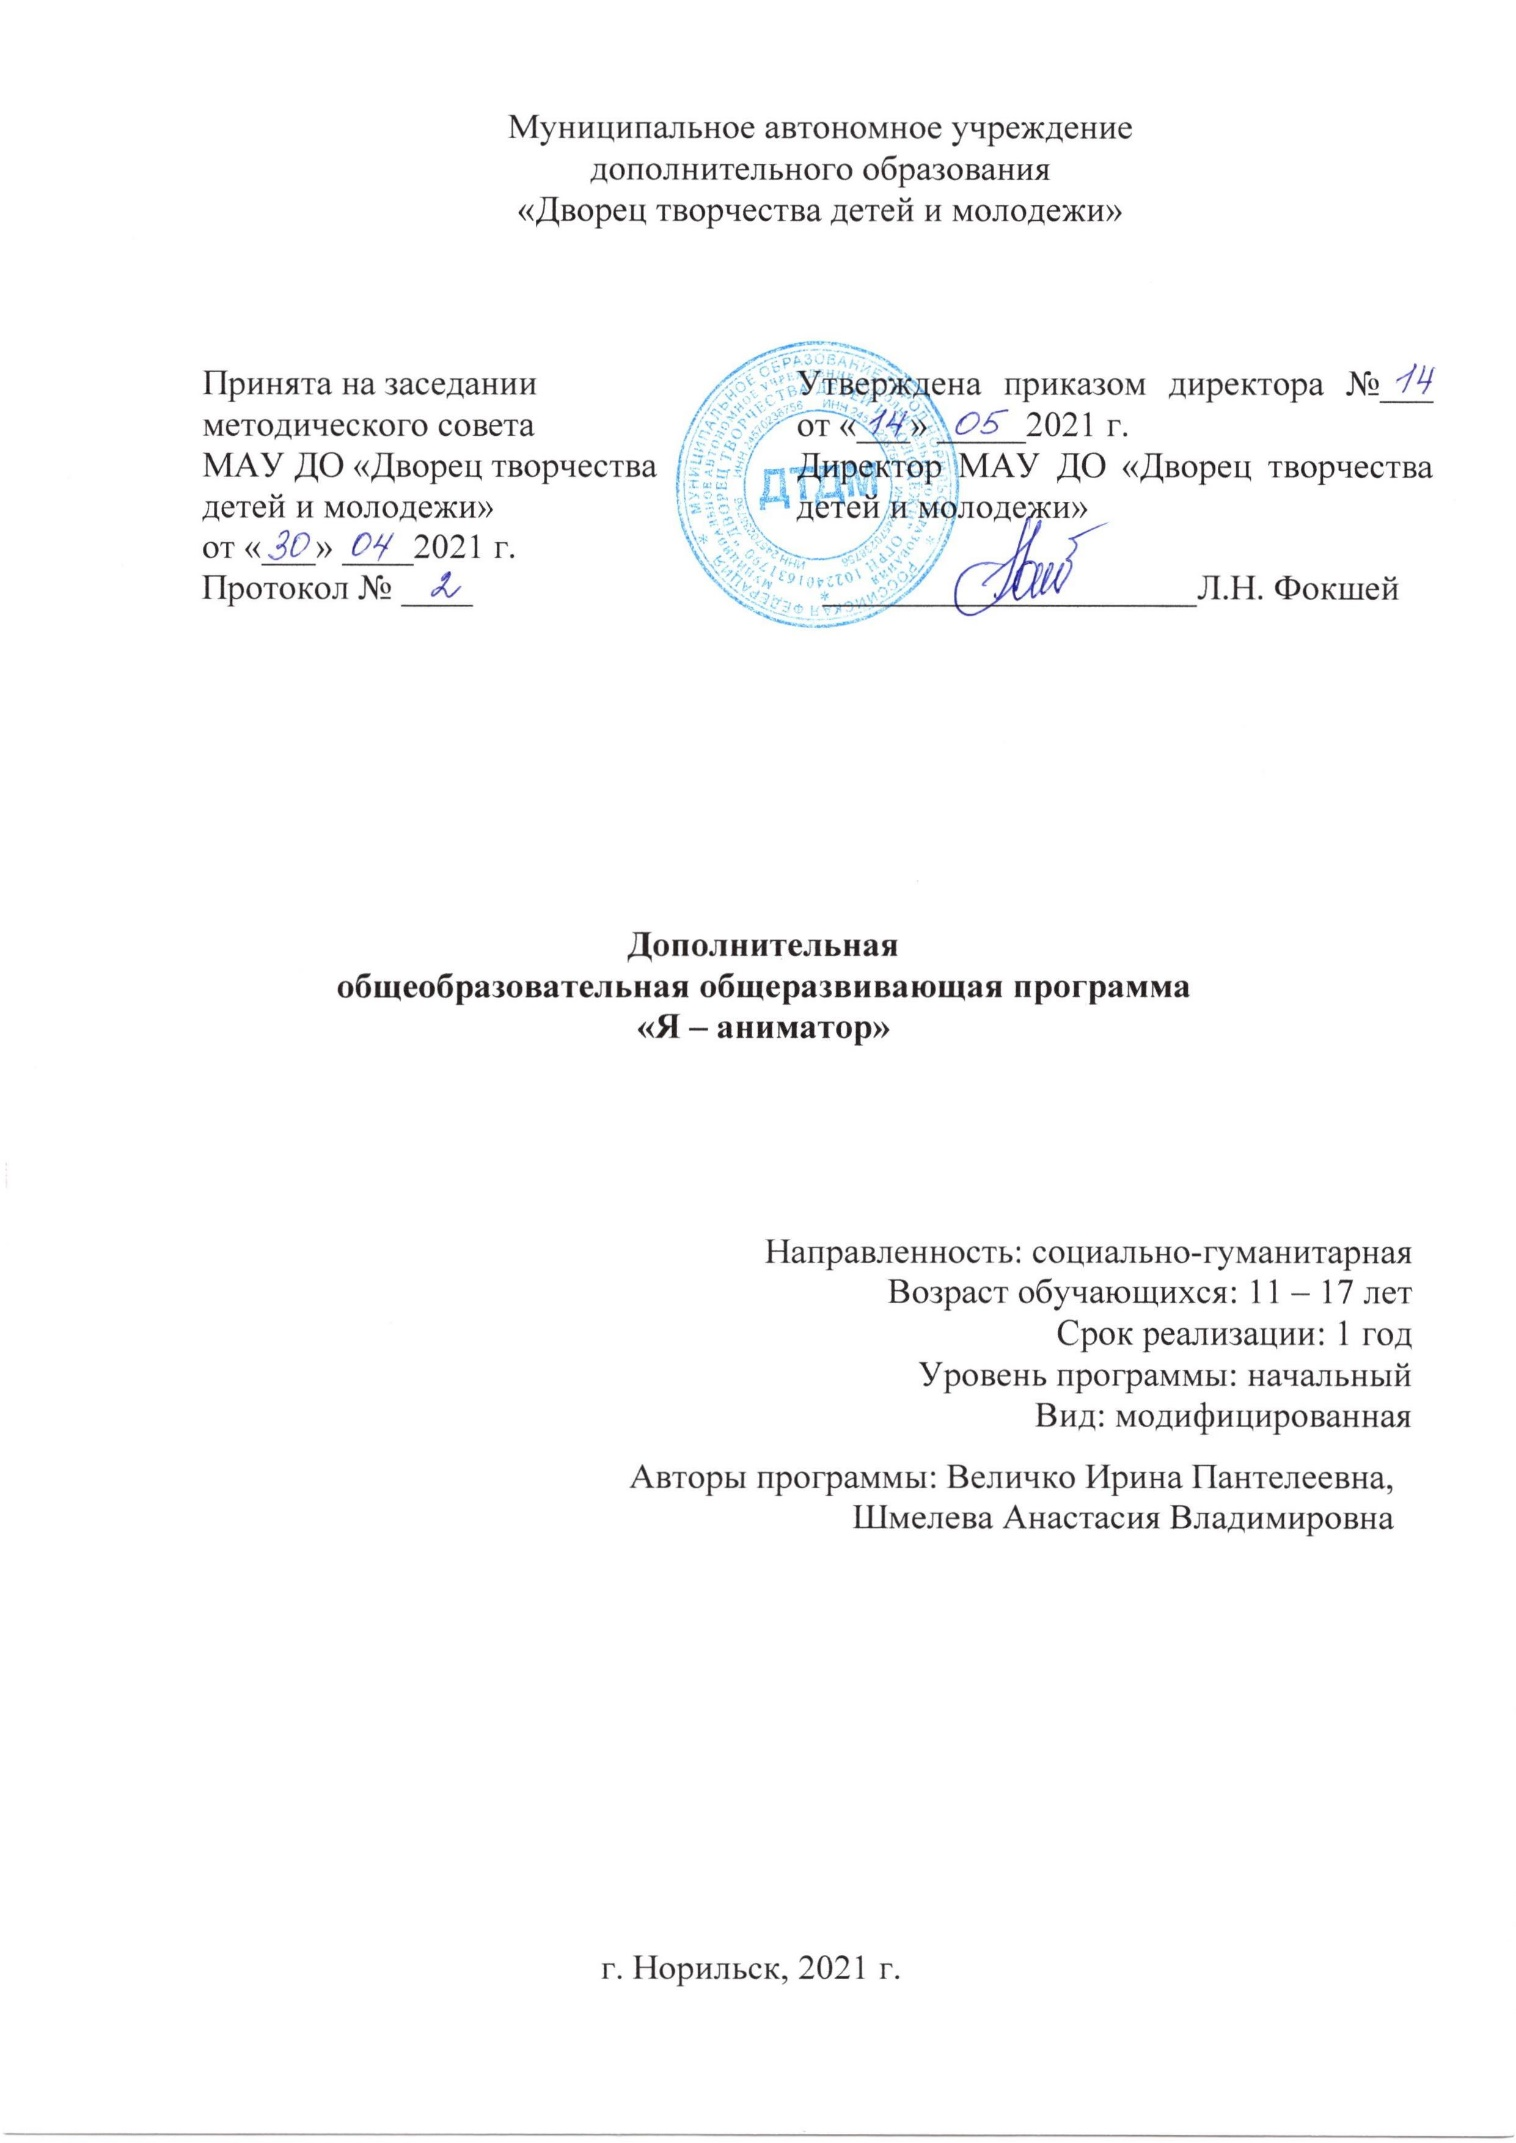 Муниципальное автономное учреждение
дополнительного образования
«Дворец творчества детей и молодежи»
Принята на заседании
методического совета
МАУ ДО «Дворец творчества
детей и молодежи»
от «30» 04 2021 г.
Протокол № 2
Утверждена приказом директора № 14
от «14» 05 2021 г.
Директор МАУ ДО «Дворец творчества
детей и молодежи»
Л.Н. Фокшей
ДТДМ
Дополнительная
общеобразовательная общеразвивающая программа
«Я – аниматор»
Направленность: социально-гуманитарная
Возраст обучающихся: 11 – 17 лет
Срок реализации: 1 год
Уровень программы: начальный
Вид: модифицированная
Авторы программы: Величко Ирина Пантелеевна,
Шмелева Анастасия Владимировна
г. Норильск, 2021 г.